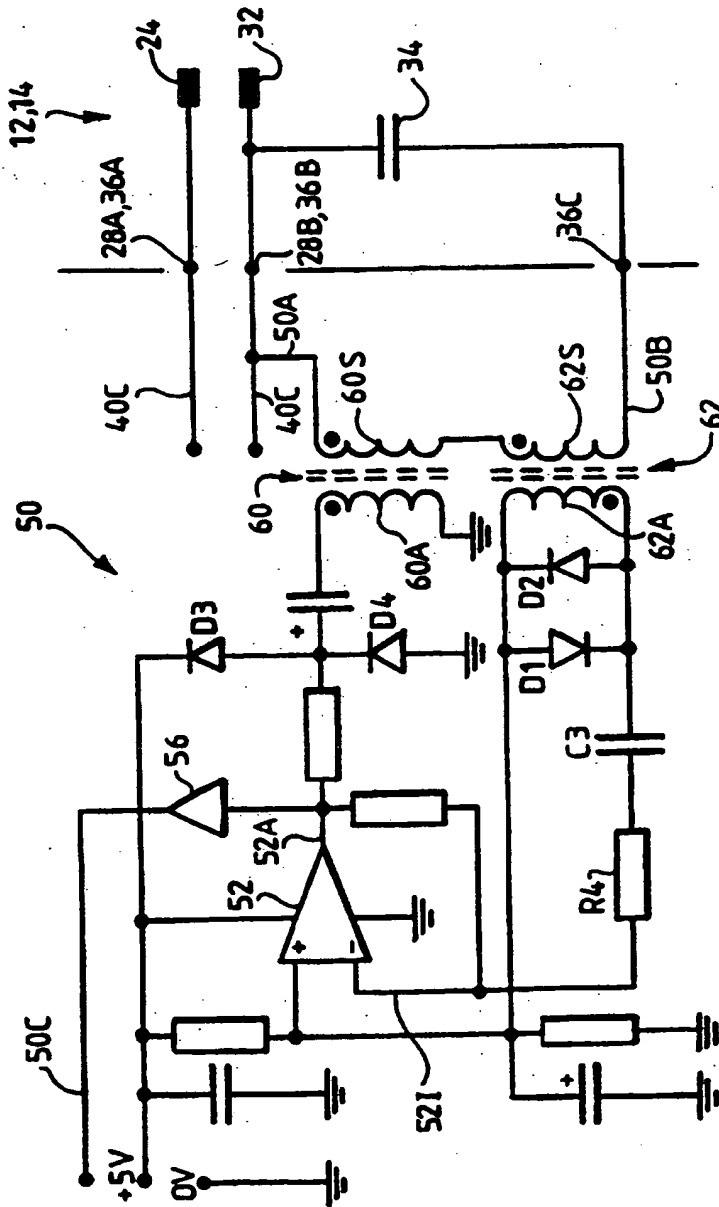 12,14
24
32
34
28A,36A
28B,36B
36C
40C
40C
50A
50B
60S
62S
62
60
60A
62A
50
D3
D4
+
56
52A
52
+
-
D2
D1
C3
R4
50C
+5V
0V
52I
+